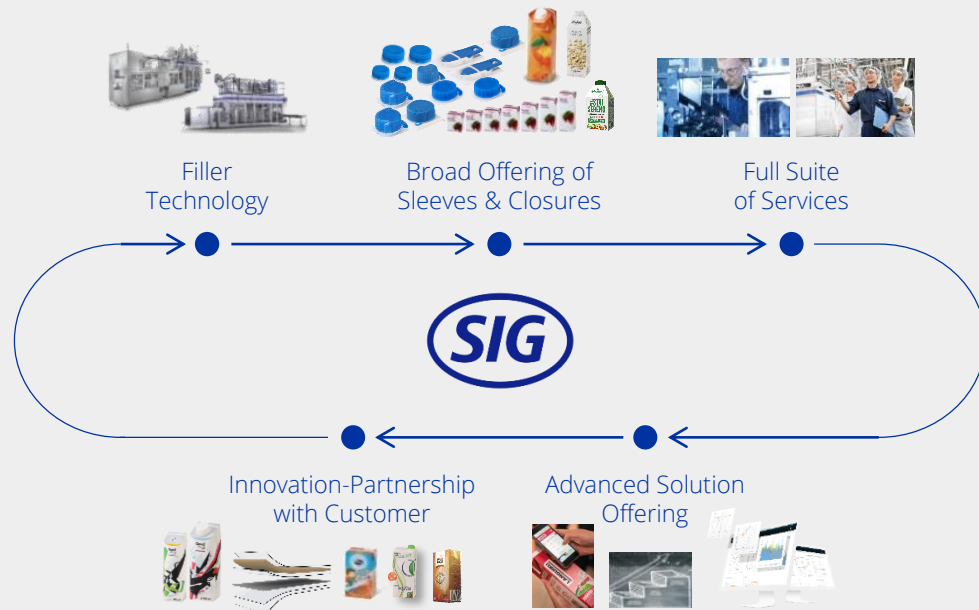 Filler
Technology
Broad Offering of
Sleeves & Closures
Full Suite
of Services
SIG
Innovation-Partnership
with Customer
Advanced Solution
Offering